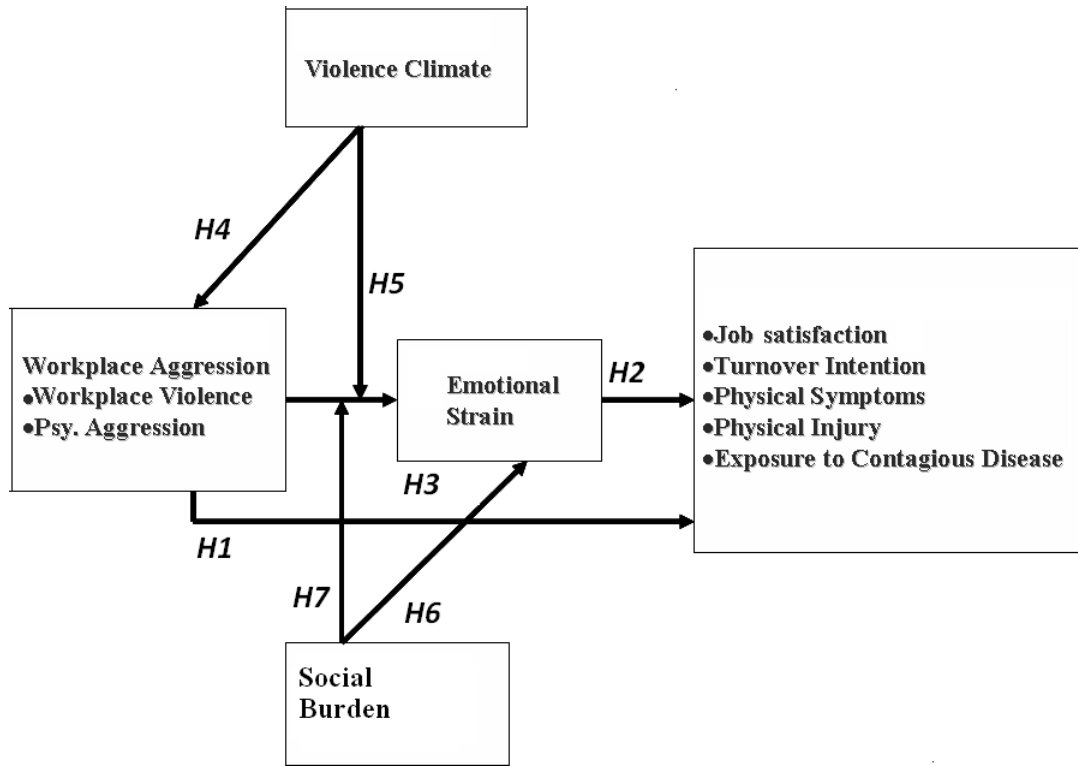 Violence Climate
H4
H5
Workplace Aggression
•Workplace Violence
•Psy. Aggression
Emotional
Strain
H2
•Job satisfaction
•Turnover Intention
•Physical Symptoms
•Physical Injury
•Exposure to Contagious Disease
H3
H1
H7
H6
Social
Burden